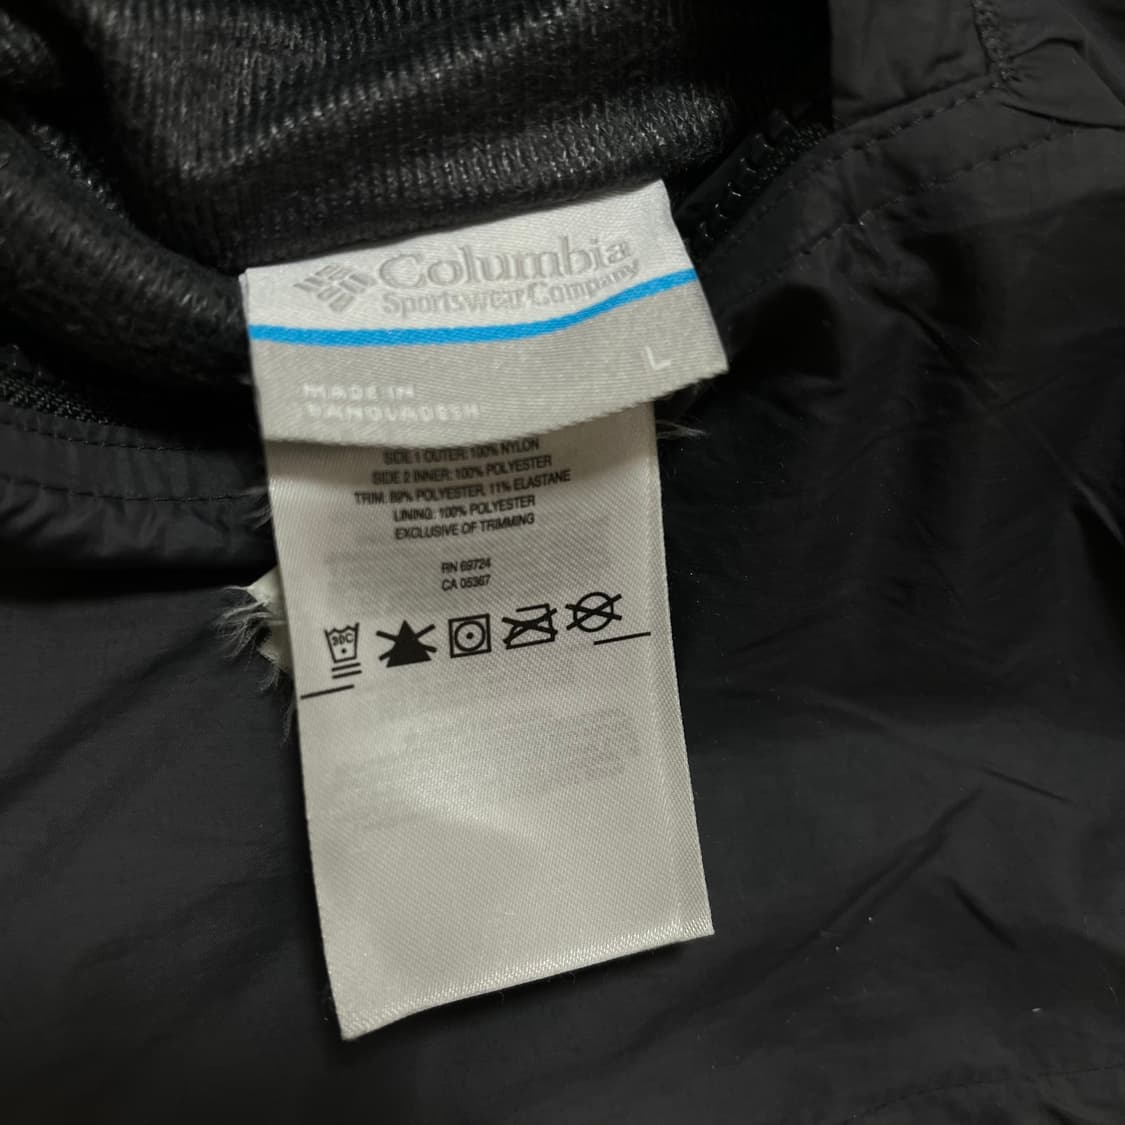 Columbia
Sportswear Company
L
MADE IN
BANGLADESH
SIDE 1 OUTER: 100% NYLON
SIDE 2 INNER: 100% POLYESTER
TRIM: 89% POLYESTER, 11% ELASTANE
LINING: 100% POLYESTER
EXCLUSIVE OF TRIMMING
RN 69724
CA 05367
30C